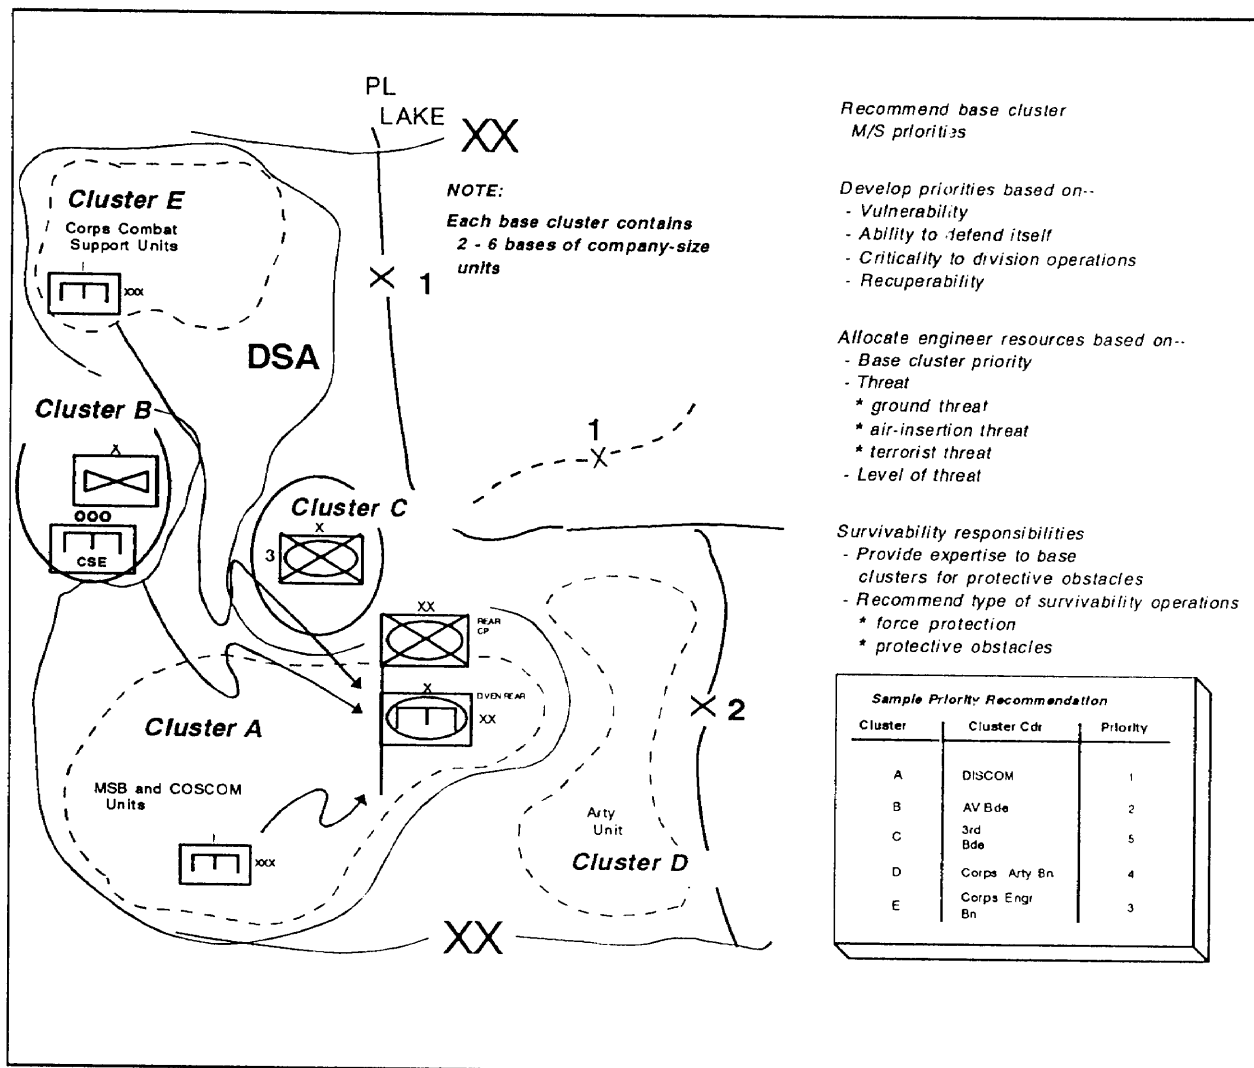 PL
LAKE
XX
NOTE:
Each base cluster contains
2 - 6 bases of company-size
units
Cluster E
Corps Combat
Support Units
I
XXX
X 1
DSA
Cluster B
X
OOO
CSE
1
X
Cluster C
X
3
XX
REAR
CP
X
DIVEN REAR
XX
X 2
Cluster A
MSB and COSCOM
Units
I
XXX
Arty
Unit
Cluster D
XX
Recommend base cluster
M/S priorities
Develop priorities based on--
- Vulnerability
- Ability to defend itself
- Criticality to division operations
- Recuperability
Allocate engineer resources based on--
- Base cluster priority
- Threat
* ground threat
* air-insertion threat
* terrorist threat
- Level of threat
Survivability responsibilities
- Provide expertise to base
clusters for protective obstacles
- Recommend type of survivability operations
* force protection
* protective obstacles
Sample Priority Recommendation
Cluster Cluster Cdr Priority
A DISCOM 1
B AV Bde 2
C 3rd Bde 5
D Corps Arty Bn 4
E Corps Engr Bn 3